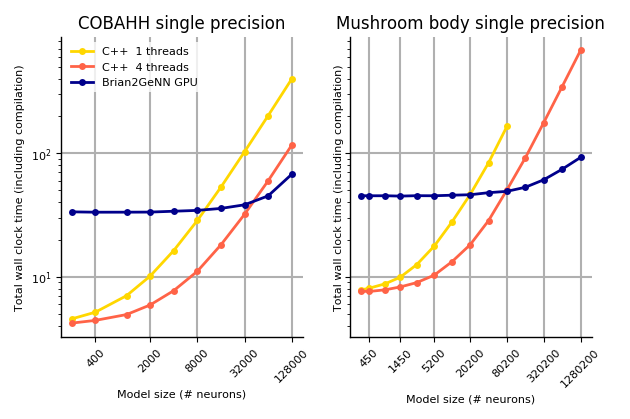 COBAHH single precision
Mushroom body single precision
C++ 1 threads
C++ 4 threads
Brian2GeNN GPU
Total wall clock time (including compilation)
10²
10¹
400
2000
8000
32000
128000
Model size (# neurons)
Total wall clock time (including compilation)
450
1450
5200
20200
80200
320200
1280200
Model size (# neurons)